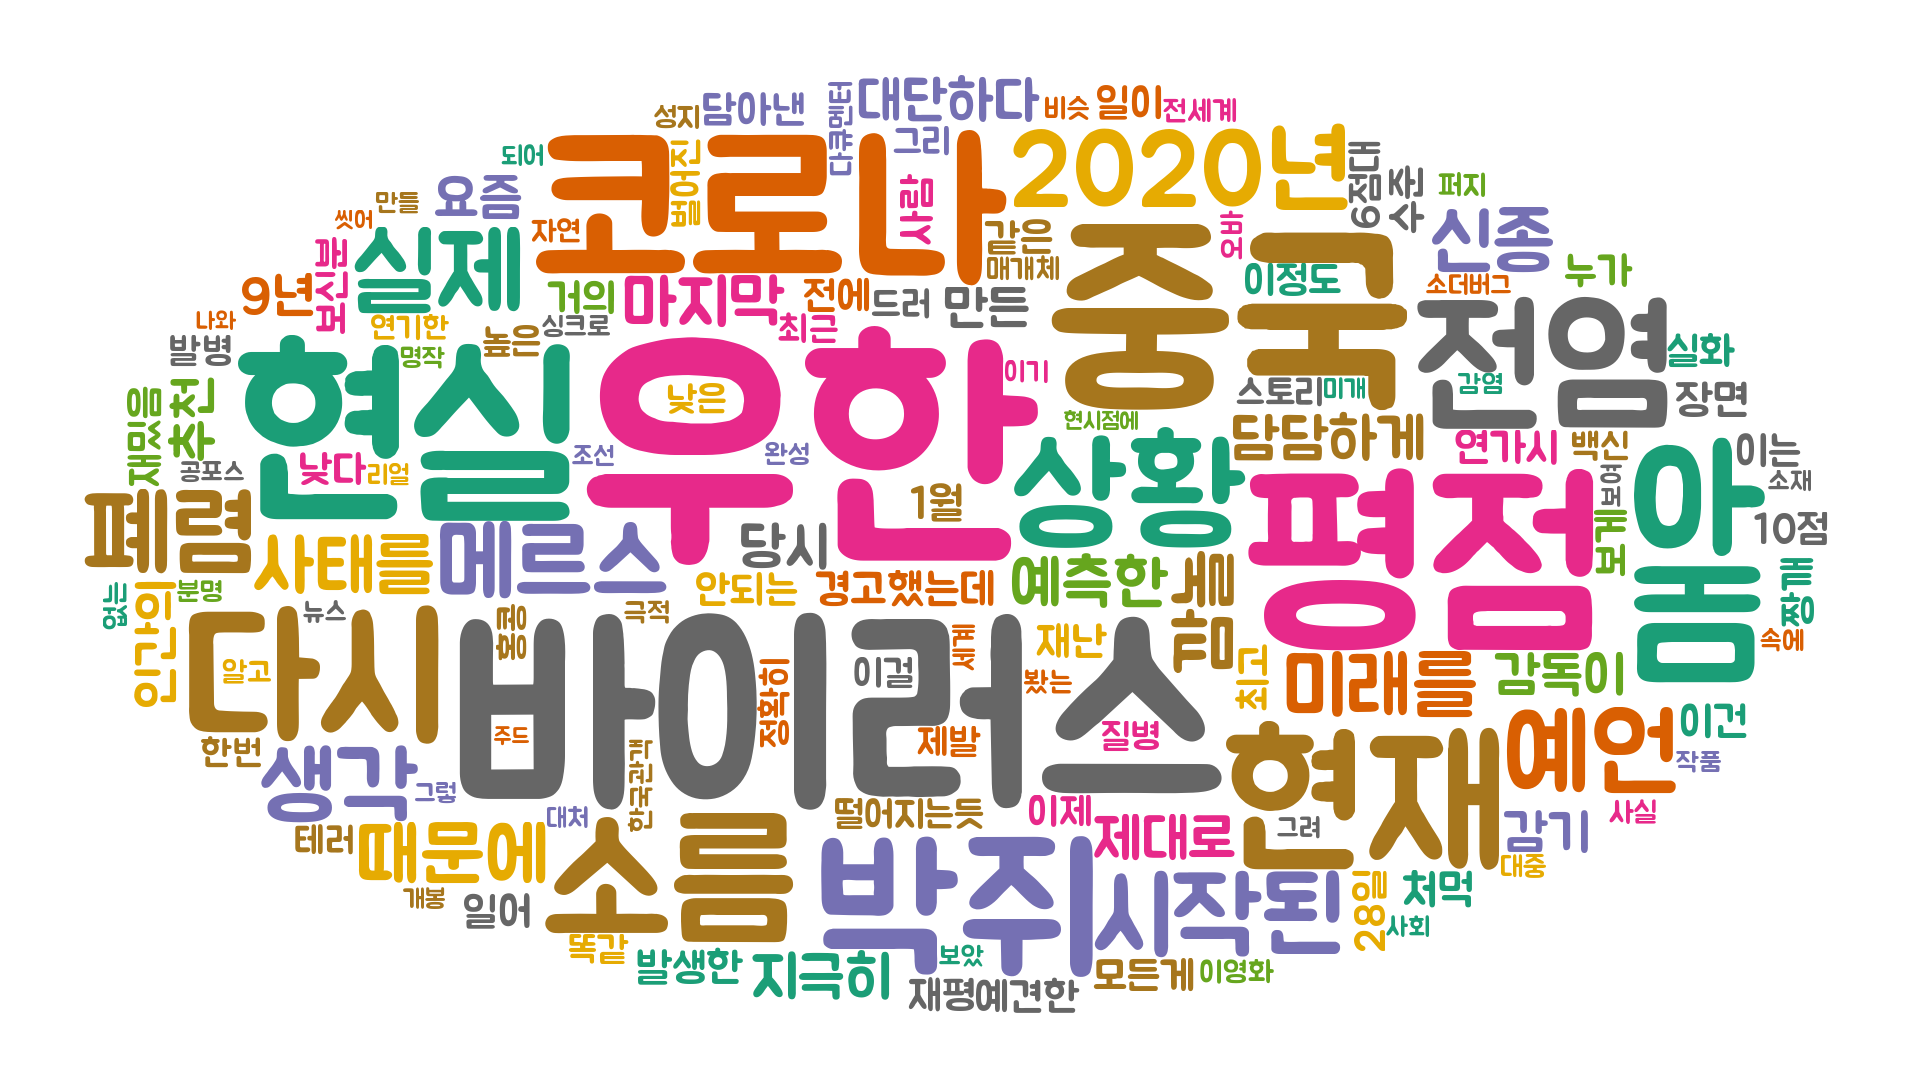 성지
담아낸
다큐멘터
대단하다
비슷
일이
전세계
되어
코로나
벌어진
그리
2020년
6점대
수준
퍼지
만들
요즘
씻어
자연
사람
같은
오버
신종
실제
보신분
매개체
이정도
소더버그
누가
9년
거의
마지막
전에
드러
만든
중국
나와
연기한
높은
싱크로
최근
전염
실화
발병
명작
현실
우한
낮은
이기
스토리
미개
감염
장면
재밌음
추천
현시점에
담담하게
연가시
백신
이는
공포스
낮다
리얼
조선
완성
상황
평점
보여
소재
폐렴
1월
아
10점
사태를
메르스
당시
보게
없는
인간의
분명
안되는
경고했는데
예측한
봄
짱개
뉴스
홍콩
극적
다시
바이러스
세계
재난
속에
알고
정확히
이걸
봤는
최고
미래를
감독이
한번
주드
제발
질병
현재
예언
이건
생각
그렇
한국관객
작품
대처
떨어지는듯
이제
제대로
그려
감기
사실
테러
때문에
소름
박쥐
대중
개봉
일어
시작된
28일
처먹
사회
똑같
발생한
지극히
보았
모든게
이영화
재평
예견한